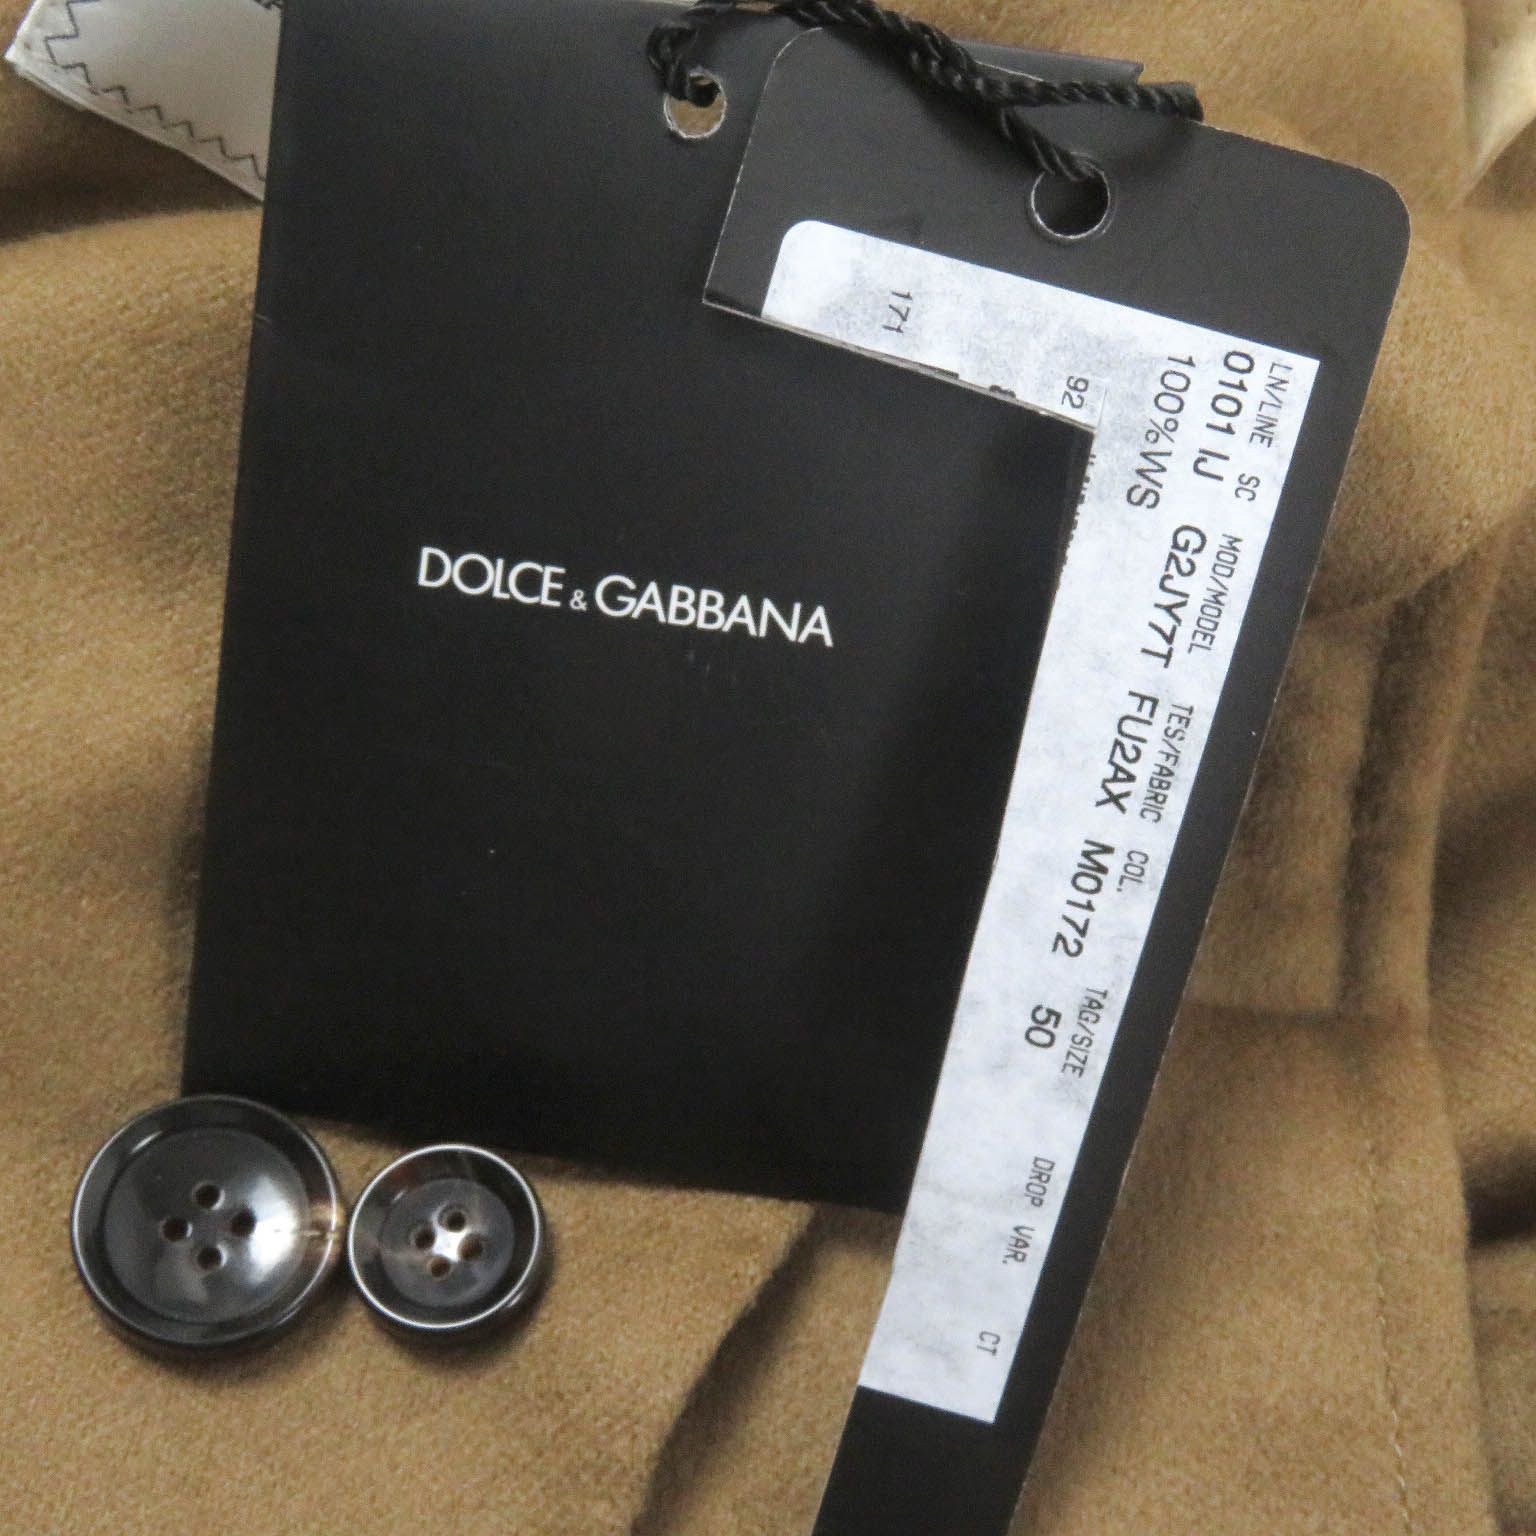 DOLCE & GABBANA
LN/LINE SC MOD/MODEL TES/FABRIC COL. TAG/SIZE DROP VAR. CT
0101 IJ G2JY7T FU2AX M0172 50
100%WS
92
171